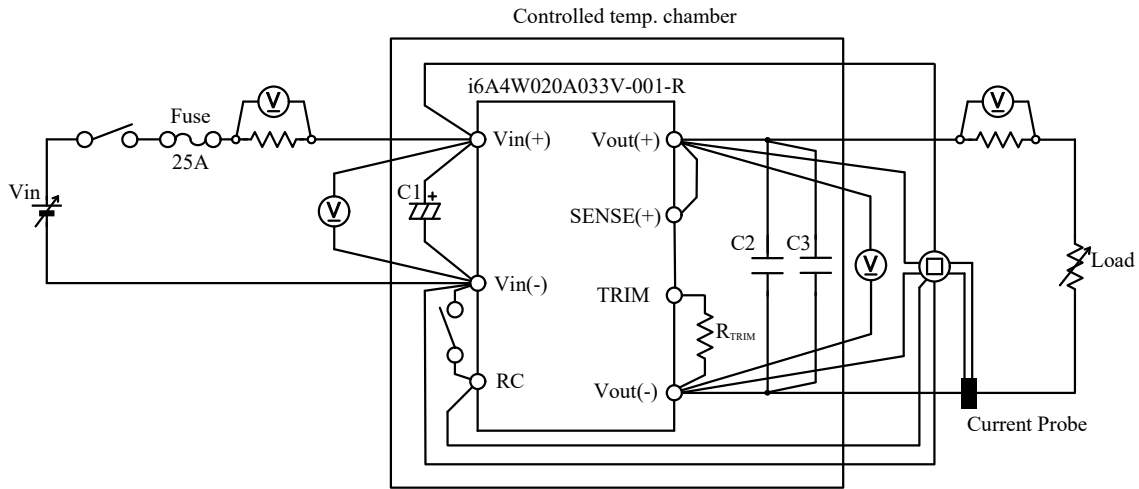 Controlled temp. chamber
i6A4W020A033V-001-R
Fuse
25A
V
V
Vin(+)
Vout(+)
Vin
V
C1
+
SENSE(+)
C2
C3
V
Load
Vin(-)
TRIM
RTRIM
RC
Vout(-)
Current Probe